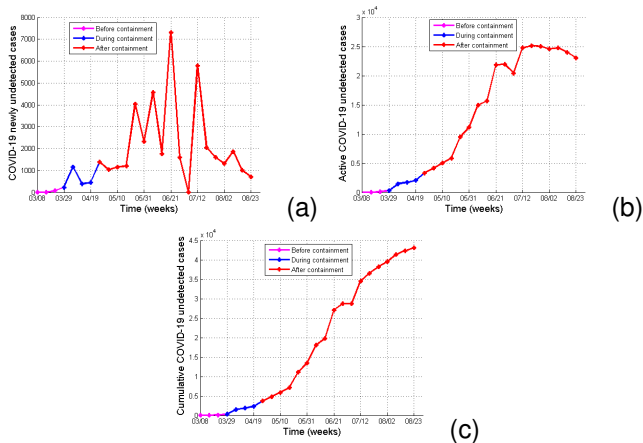 8000
7000
6000
5000
4000
3000
2000
1000
0
COVID-19 newly undetected cases
Before containment
During containment
After containment
03/08 03/29 04/19 05/10 05/31 06/21 07/12 08/02 08/23
Time (weeks)
(a)
x 10^4
3
2.5
2
1.5
1
0.5
0
Active COVID-19 undetected cases
Before containment
During containment
After containment
03/08 03/29 04/19 05/10 05/31 06/21 07/12 08/02 08/23
Time (weeks)
(b)
x 10^4
4.5
4
3.5
3
2.5
2
1.5
1
0.5
0
Cumulative COVID-19 undetected cases
Before containment
During containment
After containment
03/08 03/29 04/19 05/10 05/31 06/21 07/12 08/02 08/23
Time (weeks)
(c)